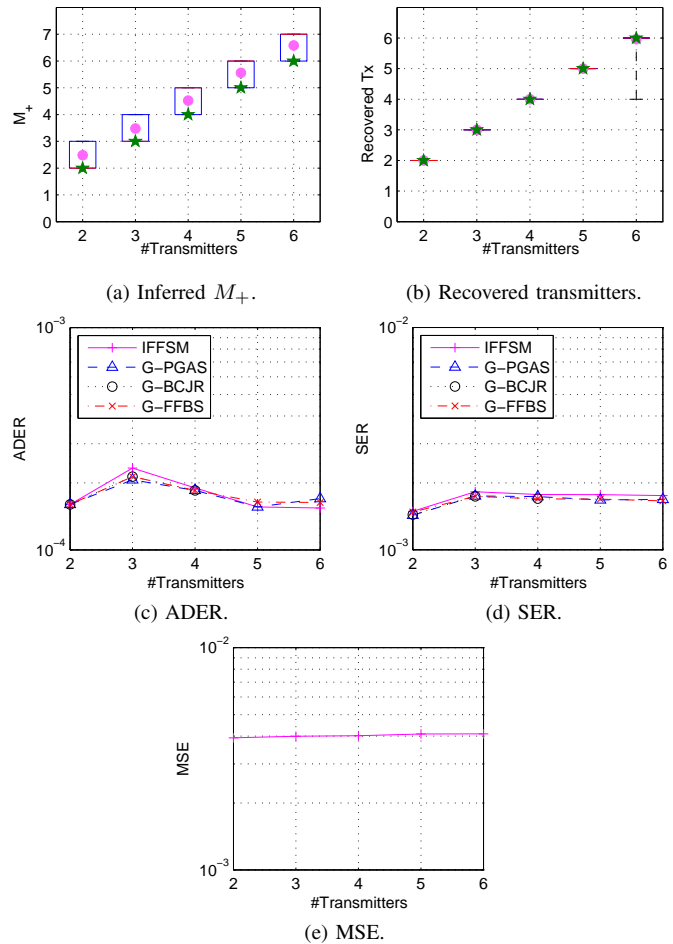 7
6
5
4
3
2
1
0
M+
2 3 4 5 6
#Transmitters
(a) Inferred M+.
6
5
4
3
2
1
0
Recovered Tx
2 3 4 5 6
#Transmitters
(b) Recovered transmitters.
10−3
10−4
ADER
IFFSM
G−PGAS
G−BCJR
G−FFBS
2 3 4 5 6
#Transmitters
(c) ADER.
10−2
10−3
SER
IFFSM
G−PGAS
G−BCJR
G−FFBS
2 3 4 5 6
#Transmitters
(d) SER.
10−2
10−3
MSE
2 3 4 5 6
#Transmitters
(e) MSE.